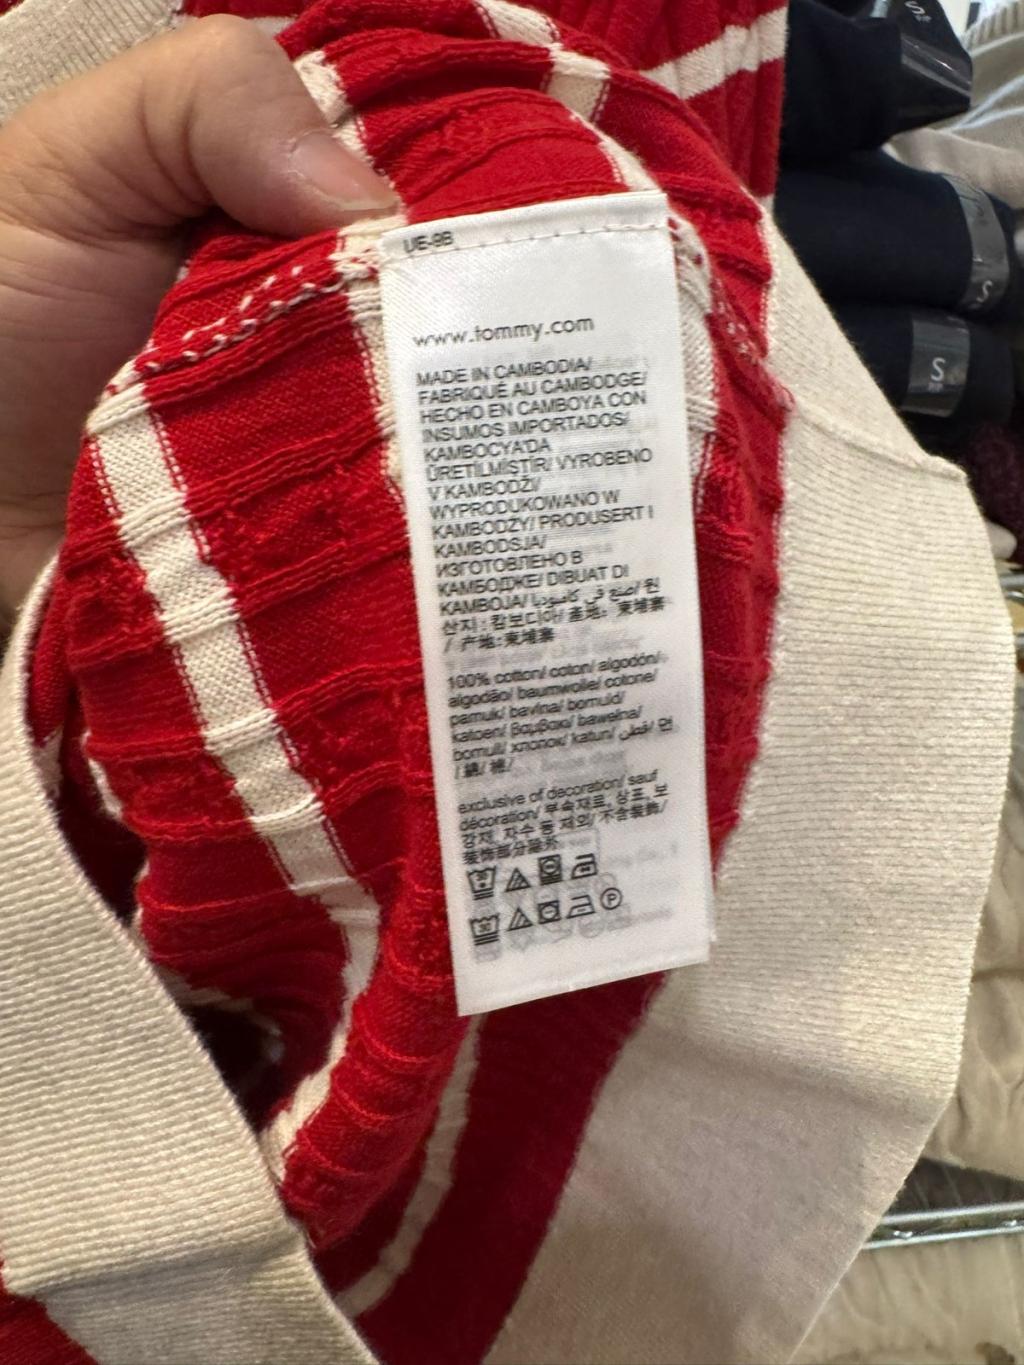 UE-9B
www.tommy.com
MADE IN CAMBODIA/
FABRIQUÉ AU CAMBODGE/
HECHO EN CAMBOYA CON
INSUMOS IMPORTADOS/
KAMBOÇYA'DA
ÜRETİLMİŞTİR/ VYROBENO
V KAMBODŽI/
WYPRODUKOWANO W
KAMBODŻY/ PRODUSERT I
KAMBODSJA/
ИЗГОТОВЛЕНО В
КАМБОДЖЕ/ DIBUAT DI
KAMBOJA/ صنع في كامبوديا/ 원
산지 : 캄보디아/ 產地: 柬埔寨
/ 产地:柬埔寨
100% cotton/ coton/ algodón/
algodão/ baumwolle/ cotone/
pamuk/ bavlna/ bomuld/
katoen/ βαμβακι/ bawełna/
bomull/ хлопок/ katun/ قطن/ 면
/ 綿/ 棉/
exclusive of decoration/ sauf
décoration/ 부속재료, 상표, 보
강재, 자수 등 제외/ 不含裝飾/
装饰部分除外
30
30
P
S
S
S